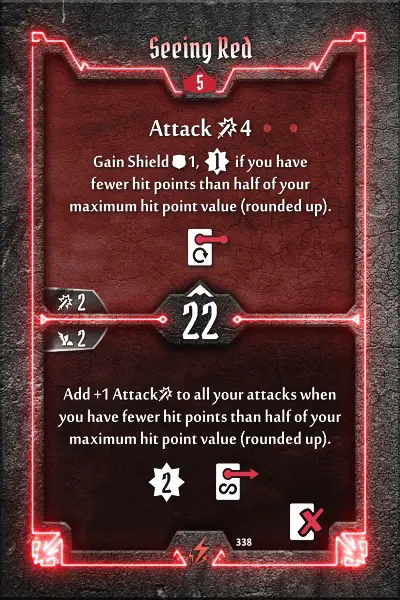 Seeing Red
5
Attack 4
Gain Shield 1, 1 if you have
fewer hit points than half of your
maximum hit point value (rounded up).
2
22
2
Add +1 Attack to all your attacks when
you have fewer hit points than half of your
maximum hit point value (rounded up).
2
338